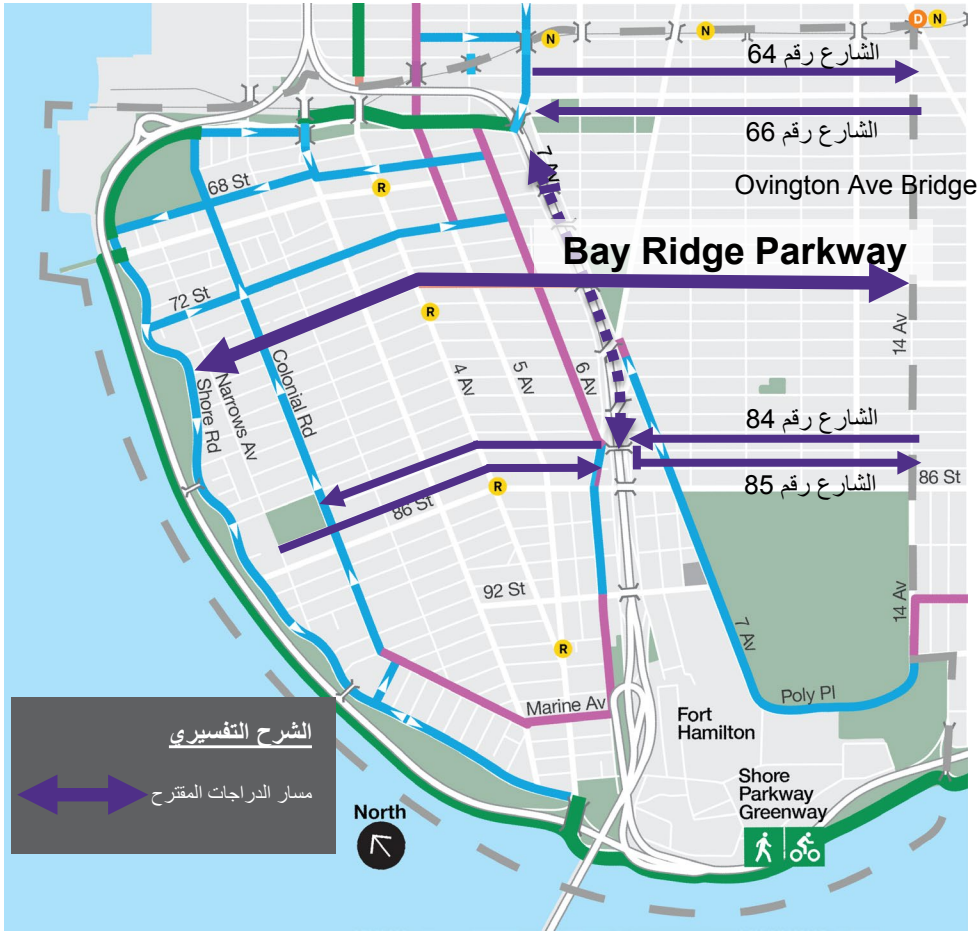 D
N
N
N
الشارع رقم 64
الشارع رقم 66
7 Av
Ovington Ave Bridge
68 St
R
Bay Ridge Parkway
72 St
R
14 Av
Colonial Rd
4 Av
5 Av
6 Av
Narrows Av
Shore Rd
الشارع رقم 84
الشارع رقم 85
86 St
R
86 St
92 St
14 Av
7 Av
R
Poly Pl
Marine Av
Fort
Hamilton
الشرح التفسيري
مسار الدراجات المقترح
North
Shore
Parkway
Greenway